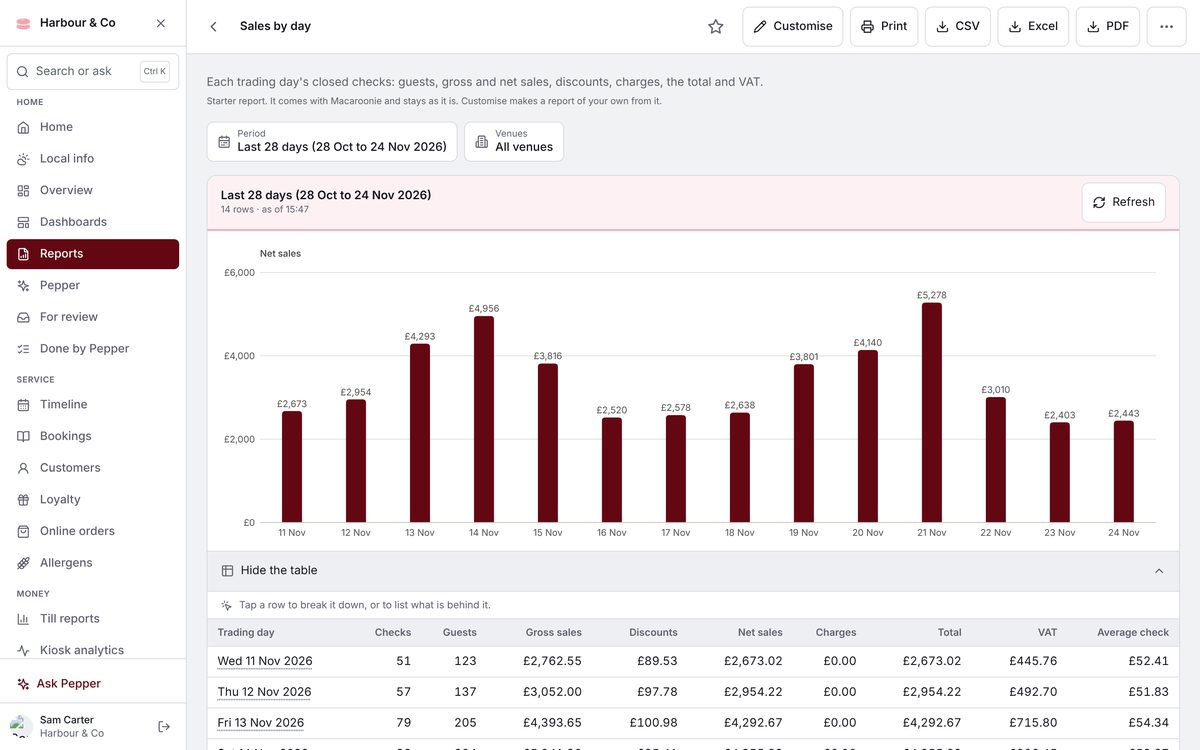 Harbour & Co
Search or ask
Ctrl K
HOME
Home
Local info
Overview
Dashboards
Reports
Pepper
For review
Done by Pepper
SERVICE
Timeline
Bookings
Customers
Loyalty
Online orders
Allergens
MONEY
Till reports
Kiosk analytics
Ask Pepper
Sam Carter
Harbour & Co
Sales by day
Customise
Print
CSV
Excel
PDF
Each trading day's closed checks: guests, gross and net sales, discounts, charges, the total and VAT.
Starter report. It comes with Macaroonie and stays as it is. Customise makes a report of your own from it.
Period
Last 28 days (28 Oct to 24 Nov 2026)
Venues
All venues
Last 28 days (28 Oct to 24 Nov 2026)
14 rows · as of 15:47
Refresh
Net sales
£6,000
£4,000
£2,000
£0
£2,673
£2,954
£4,293
£4,956
£3,816
£2,520
£2,578
£2,638
£3,801
£4,140
£5,278
£3,010
£2,403
£2,443
11 Nov
12 Nov
13 Nov
14 Nov
15 Nov
16 Nov
17 Nov
18 Nov
19 Nov
20 Nov
21 Nov
22 Nov
23 Nov
24 Nov
Hide the table
Tap a row to break it down, or to list what is behind it.
Trading day Checks Guests Gross sales Discounts Net sales Charges Total VAT Average check
Wed 11 Nov 2026 51 123 £2,762.55 £89.53 £2,673.02 £0.00 £2,673.02 £445.76 £52.41
Thu 12 Nov 2026 57 137 £3,052.00 £97.78 £2,954.22 £0.00 £2,954.22 £492.70 £51.83
Fri 13 Nov 2026 79 205 £4,393.65 £100.98 £4,292.67 £0.00 £4,292.67 £715.80 £54.34